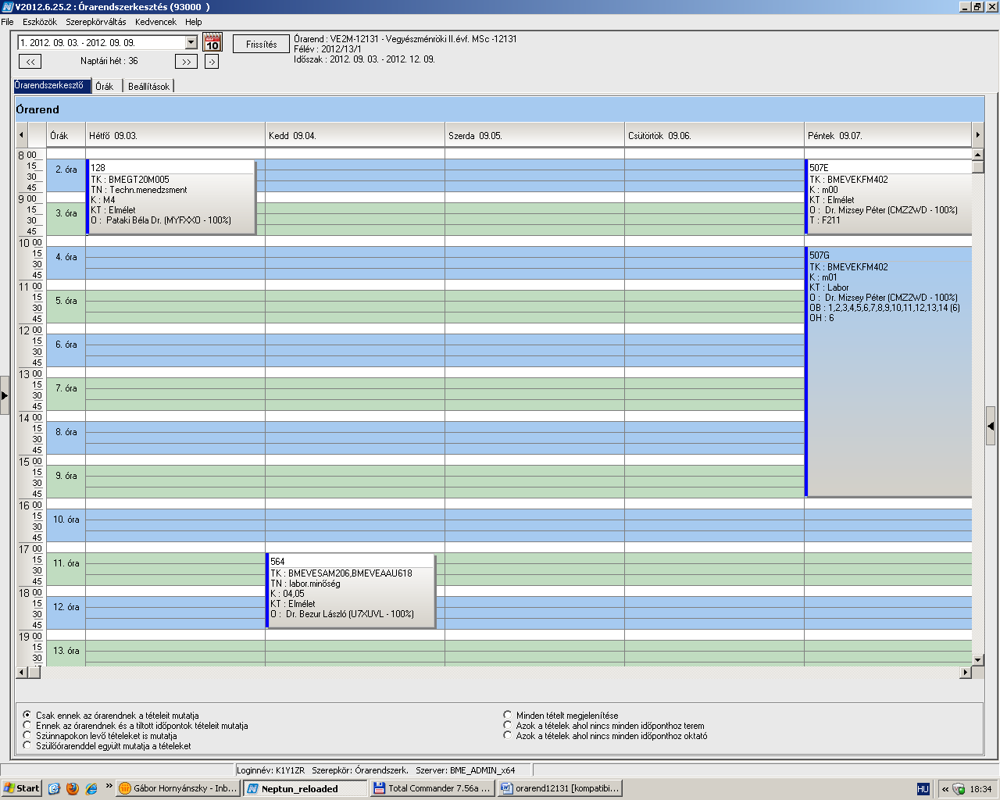 V2012.6.25.2 : Órarendszerkesztés (93000 )
File Eszközök Szerepkörváltás Kedvencek Help
1. 2012. 09. 03. - 2012. 09. 09.
10
Frissítés
Órarend : VE2M-12131 - Vegyészménröki II.évf. MSc -12131
Félév : 2012/13/1
Időszak : 2012. 09. 03. - 2012. 12. 09.
<< Naptári hét : 36 >> ->
Órarendszerkesztő Órák Beállítások
Órarend
Órák Hétfő 09.03. Kedd 09.04. Szerda 09.05. Csütörtök 09.06. Péntek 09.07.
8 00
15
30
45
2. óra
9 00
15
30
45
3. óra
10 00
15
30
45
4. óra
11 00
15
30
45
5. óra
12 00
15
30
45
6. óra
13 00
15
30
45
7. óra
14 00
15
30
45
8. óra
15 00
15
30
45
9. óra
16 00
15
30
45
10. óra
17 00
15
30
45
11. óra
18 00
15
30
45
12. óra
19 00
15
30
13. óra
128
TK : BMEGT20M005
TN : Techn.menedzsment
K : M4
KT : Elmélet
O : Pataki Béla Dr. (MYFXXO - 100%)
564
TK : BMEVESAM206,BMEVEAAU618
TN : labor.minőség
K : 04,05
KT : Elmélet
O : Dr. Bezur László (U7XUVL - 100%)
507E
TK : BMEVEKFM402
K : m00
KT : Elmélet
O : Dr. Mizsey Péter (CMZ2WD - 100%)
T : F211
507G
TK : BMEVEKFM402
K : m01
KT : Labor
O : Dr. Mizsey Péter (CMZ2WD - 100%)
OB : 1,2,3,4,5,6,7,8,9,10,11,12,13,14 (6)
OH : 6
Csak ennek az órarendnek a tételeit mutatja
Ennek az órarendnek és a tiltott időpontok tételeit mutatja
Szünnapokon levő tételeket is mutatja
Szülőórarenddel együtt mutatja a tételeket
Minden tételt megjelenítése
Azok a tételek ahol nincs minden időponthoz terem
Azok a tételek ahol nincs minden időponthoz oktató
Loginnév: K1Y1ZR Szerepkör: Órarendszerk. Szerver: BME_ADMIN_x64
Start » Gábor Hornyánszky - Inb... Neptun_reloaded Total Commander 7.56a ... orarend12131 [kompatibi... HU « 18:34